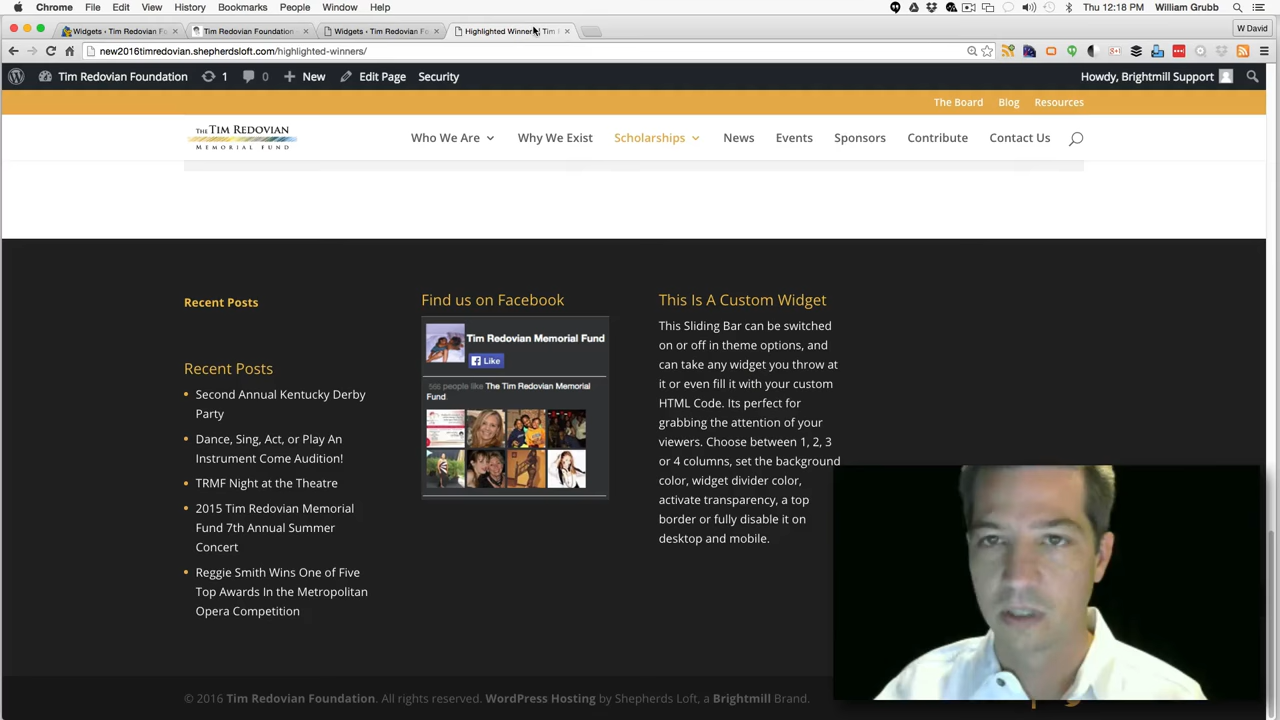 Chrome File Edit View History Bookmarks People Window Help
Thu 12:18 PM William Grubb
Widgets ‹ Tim Redovian Fu
Tim Redovian Foundation
Widgets ‹ Tim Redovian Fa
Highlighted Winners Tim
W David
new2016timredovian.shepherdsloft.com/highlighted-winners/
Tim Redovian Foundation 1 0 New Edit Page Security
Howdy, Brightmill Support
The Board Blog Resources
THE TIM REDOVIAN
MEMORIAL FUND
Who We Are Why We Exist Scholarships News Events Sponsors Contribute Contact Us
Recent Posts
Recent Posts
Second Annual Kentucky Derby
Party
Dance, Sing, Act, or Play An
Instrument Come Audition!
TRMF Night at the Theatre
2015 Tim Redovian Memorial
Fund 7th Annual Summer
Concert
Reggie Smith Wins One of Five
Top Awards In the Metropolitan
Opera Competition
Find us on Facebook
Tim Redovian Memorial Fund
Like
people like The Tim Redovian Memorial
Fund
This Is A Custom Widget
This Sliding Bar can be switched
on or off in theme options, and
can take any widget you throw at
it or even fill it with your custom
HTML Code. Its perfect for
grabbing the attention of your
viewers. Choose between 1, 2, 3
or 4 columns, set the background
color, widget divider color,
activate transparency, a top
border or fully disable it on
desktop and mobile.
© 2016 Tim Redovian Foundation. All rights reserved. WordPress Hosting by Shepherds Loft, a Brightmill Brand.